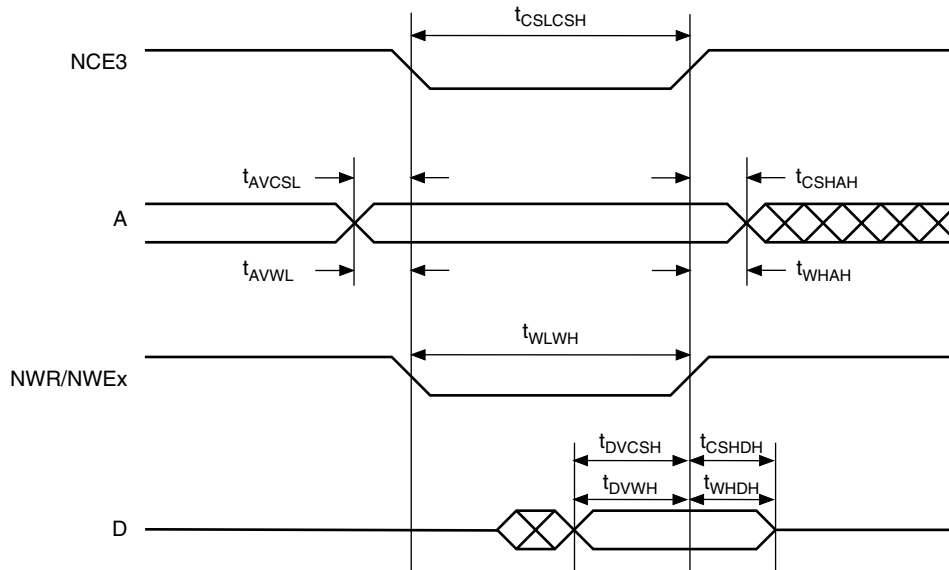 tCSLCSH
NCE3
tAVCSL
tCSHAH
A
tAVWL
tWHAH
tWLWH
NWR/NWEx
tDVCSH
tCSHDH
tDVWH
tWHDH
D